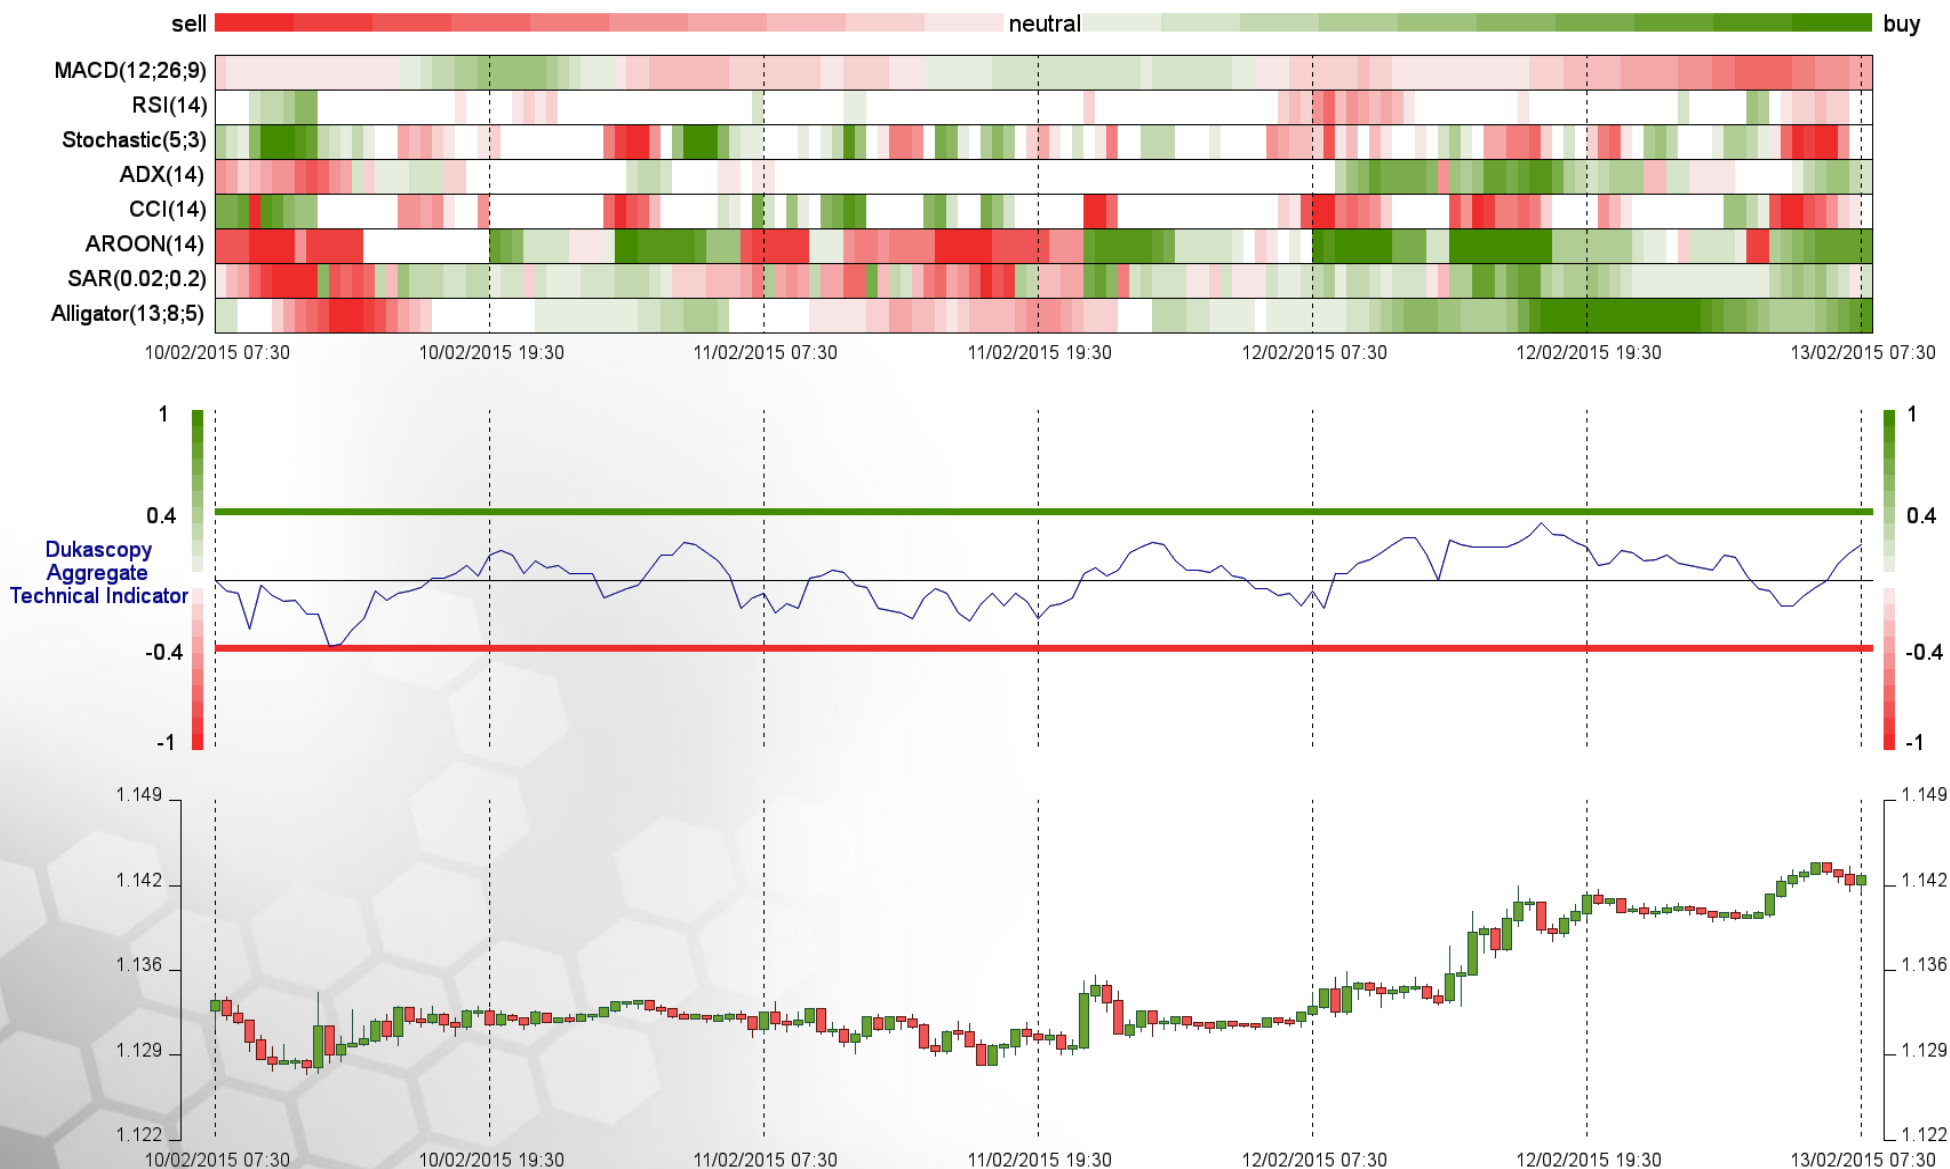 sell neutral buy
MACD(12;26;9)
RSI(14)
Stochastic(5;3)
ADX(14)
CCI(14)
AROON(14)
SAR(0.02;0.2)
Alligator(13;8;5)
10/02/2015 07:30 10/02/2015 19:30 11/02/2015 07:30 11/02/2015 19:30 12/02/2015 07:30 12/02/2015 19:30 13/02/2015 07:30
1 1
0.4 0.4
Dukascopy
Aggregate
Technical Indicator
-0.4 -0.4
-1 -1
1.149 1.149
1.142 1.142
1.136 1.136
1.129 1.129
1.122 1.122
10/02/2015 07:30 10/02/2015 19:30 11/02/2015 07:30 11/02/2015 19:30 12/02/2015 07:30 12/02/2015 19:30 13/02/2015 07:30